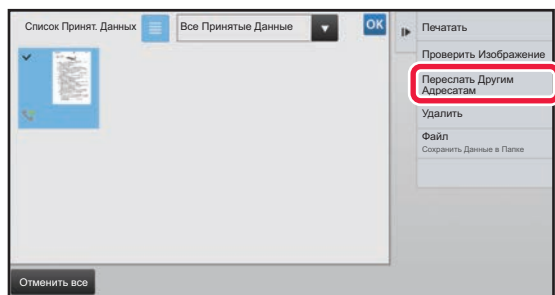 Список Принят. Данных
Все Принятые Данные
OK
Печатать
Проверить Изображение
Переслать Другим
Адресатам
Удалить
Файл
Сохранить Данные в Папке
Отменить все